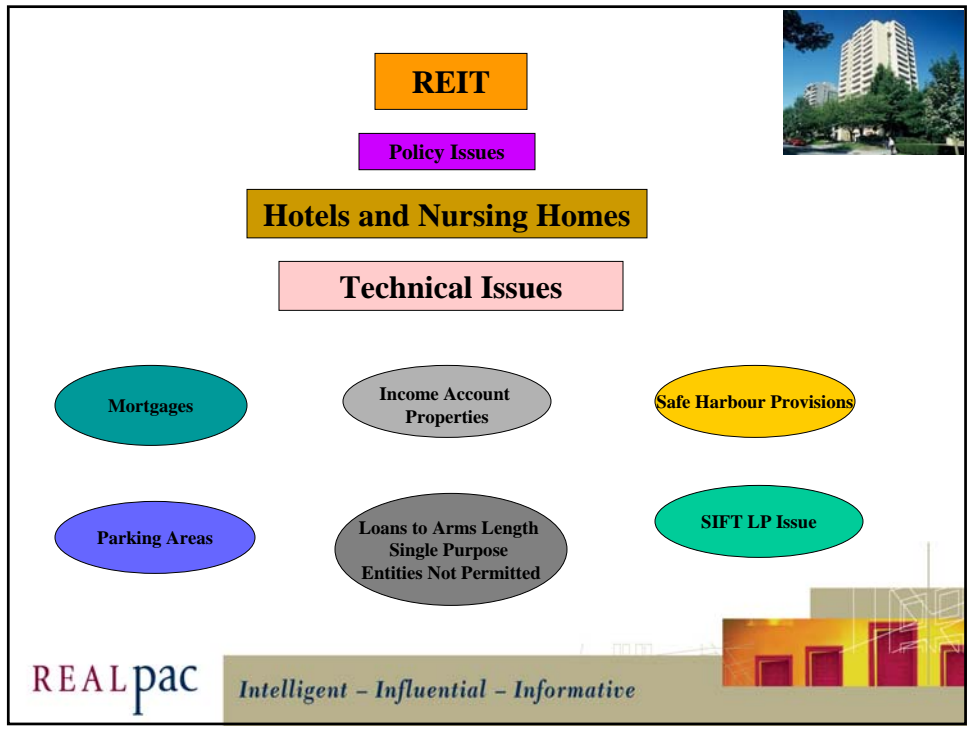 REIT
Policy Issues
Hotels and Nursing Homes
Technical Issues
Mortgages
Income Account
Properties
Safe Harbour Provisions
Parking Areas
Loans to Arms Length
Single Purpose
Entities Not Permitted
SIFT LP Issue
REALpac
Intelligent – Influential – Informative